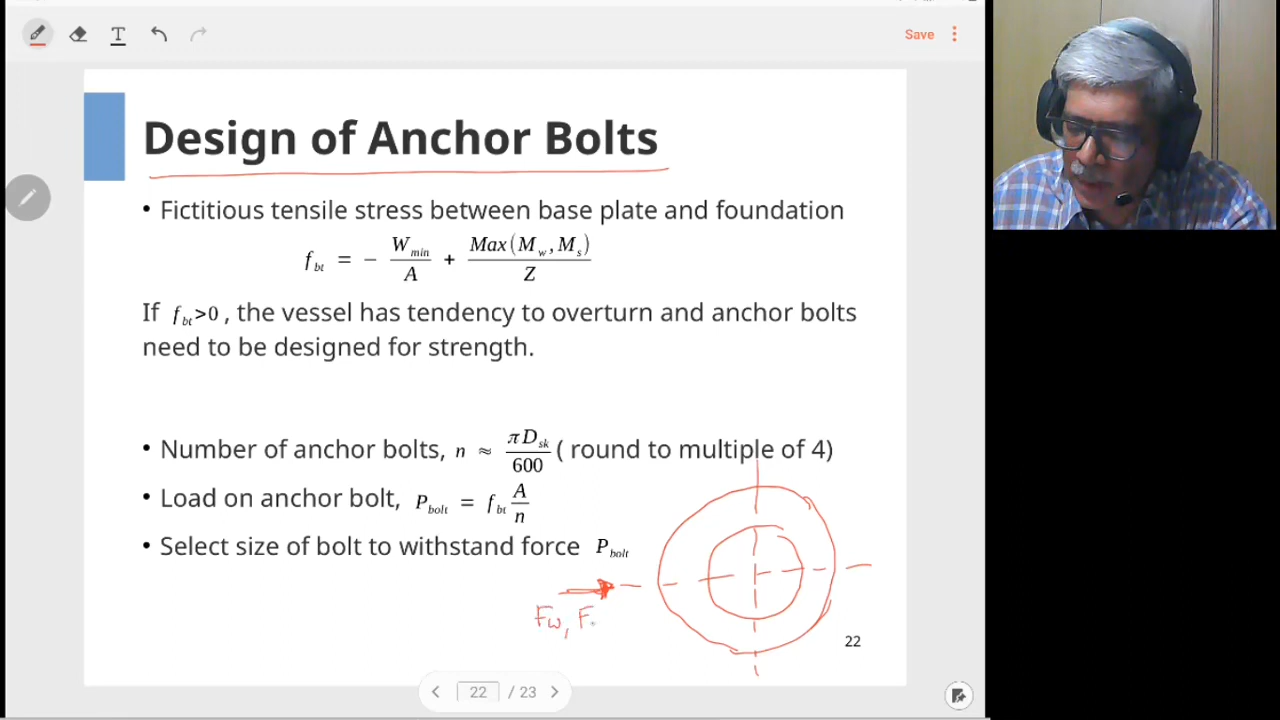 Save
Design of Anchor Bolts
• Fictitious tensile stress between base plate and foundation
f_bt = − W_min/A + Max(M_w, M_s)/Z
If f_bt>0, the vessel has tendency to overturn and anchor bolts
need to be designed for strength.
• Number of anchor bolts, n ≈ πD_sk/600 ( round to multiple of 4)
• Load on anchor bolt, P_bolt = f_bt A/n
• Select size of bolt to withstand force P_bolt
Fw, F
22
22 / 23